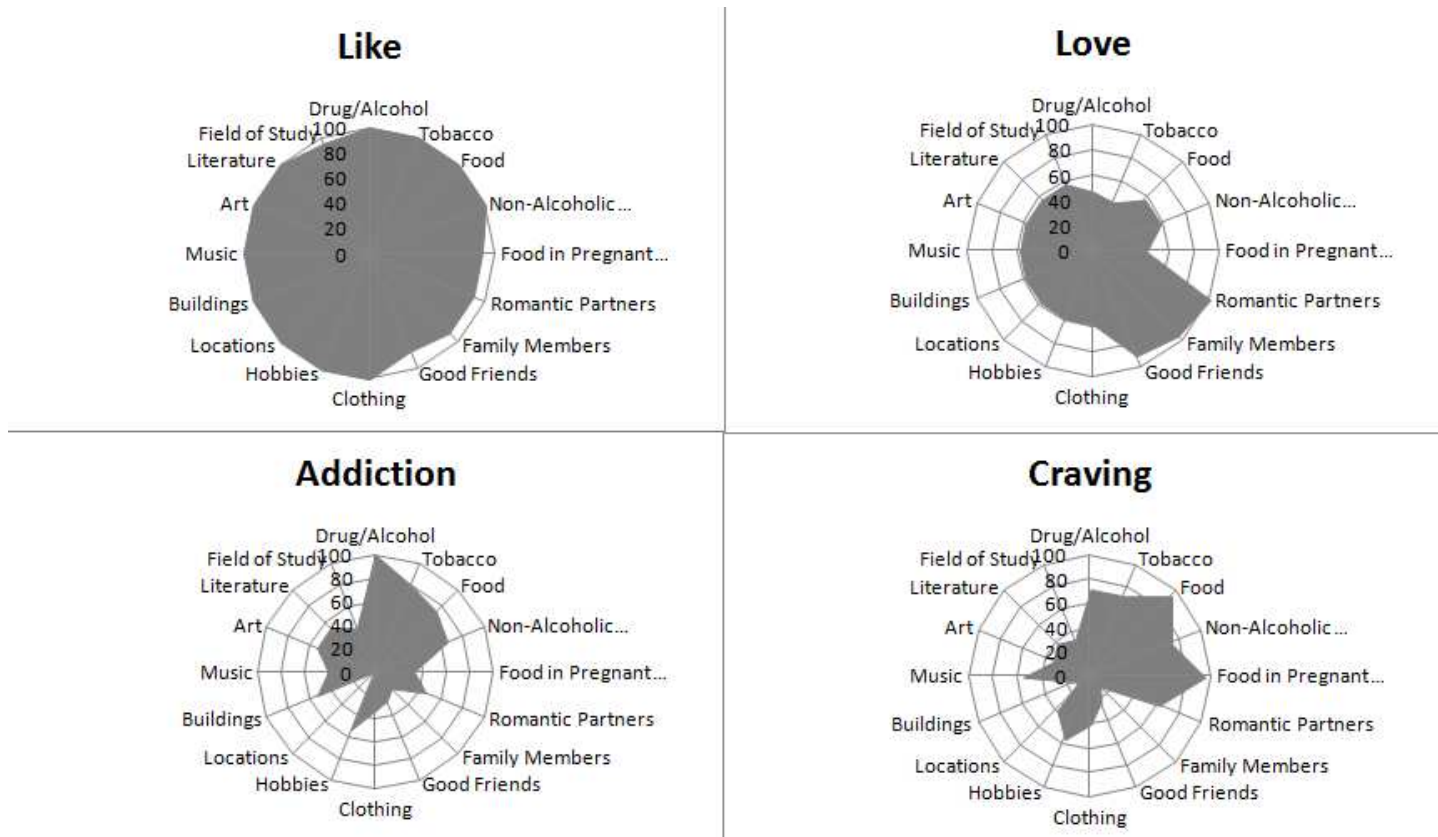 Like
Drug/Alcohol
Field of Study
100
Tobacco
Literature
80
Food
60
Art
40
Non-Alcoholic ...
20
Music
0
Food in Pregnant...
Buildings
Romantic Partners
Locations
Family Members
Hobbies
Good Friends
Clothing
Love
Drug/Alcohol
Field of Study
100
Tobacco
Literature
80
Food
60
Art
40
Non-Alcoholic...
20
Music
0
Food in Pregnant...
Buildings
Romantic Partners
Locations
Family Members
Hobbies
Good Friends
Clothing
Addiction
Drug/Alcohol
Field of Study
100
Tobacco
Literature
80
Food
60
Art
40
Non-Alcoholic...
20
Music
0
Food in Pregnant...
Buildings
Romantic Partners
Locations
Family Members
Hobbies
Good Friends
Clothing
Craving
Drug/Alcohol
Field of Study
100
Tobacco
Literature
80
Food
60
Art
40
Non-Alcoholic ...
20
Music
0
Food in Pregnant...
Buildings
Romantic Partners
Locations
Family Members
Hobbies
Good Friends
Clothing